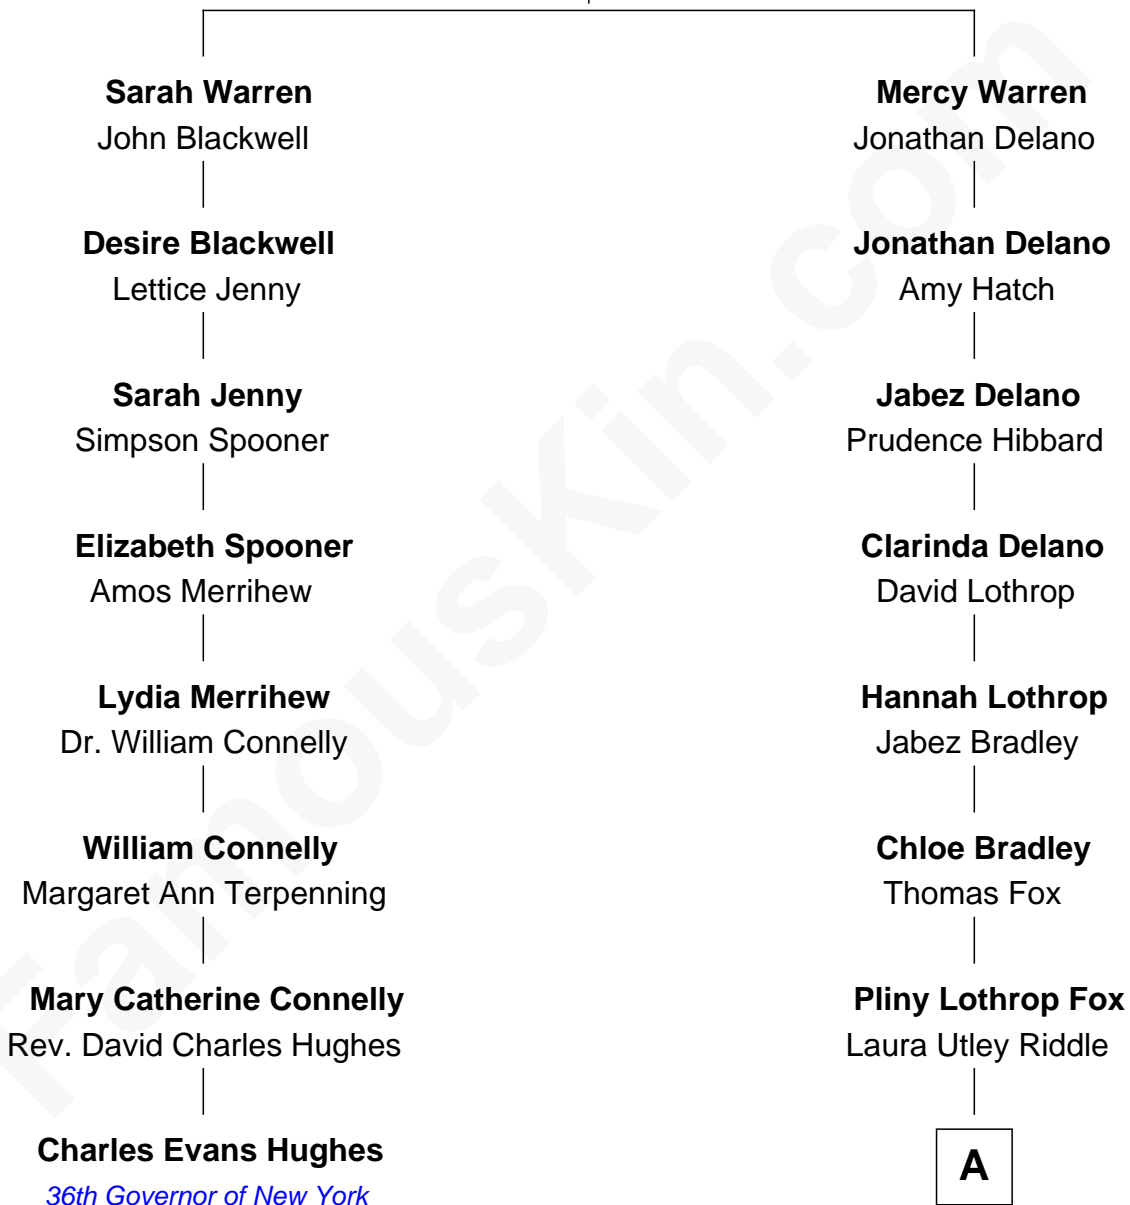 Sarah Warren
John Blackwell
Mercy Warren
Jonathan Delano
Desire Blackwell
Lettice Jenny
Jonathan Delano
Amy Hatch
Sarah Jenny
Simpson Spooner
Jabez Delano
Prudence Hibbard
Elizabeth Spooner
Amos Merrihew
Clarinda Delano
David Lothrop
Lydia Merrihew
Dr. William Connelly
Hannah Lothrop
Jabez Bradley
William Connelly
Margaret Ann Terpenning
Chloe Bradley
Thomas Fox
Mary Catherine Connelly
Rev. David Charles Hughes
Pliny Lothrop Fox
Laura Utley Riddle
Charles Evans Hughes
36th Governor of New York
A
FamousKin.com